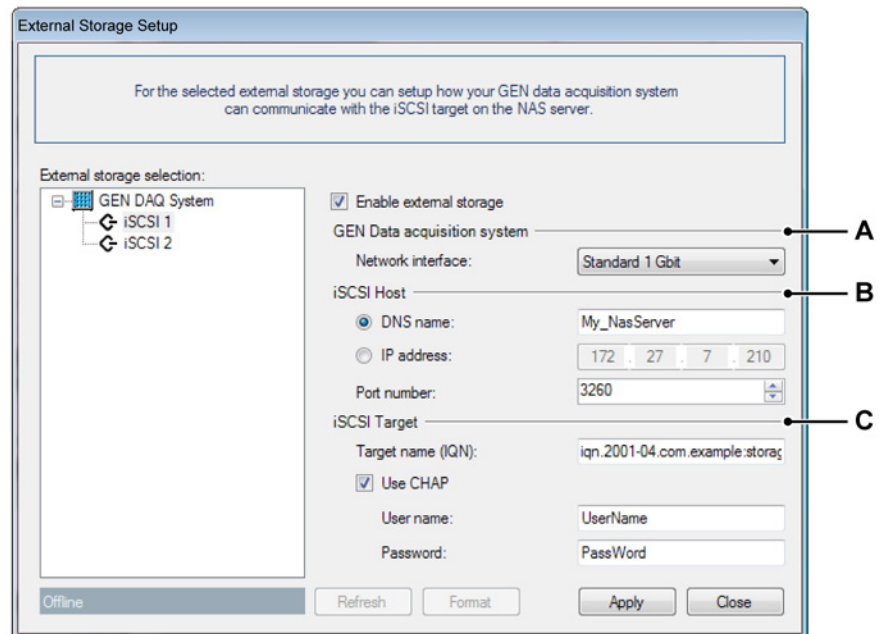 External Storage Setup
For the selected external storage you can setup how your GEN data acquisition system
can communicate with the iSCSI target on the NAS server.
External storage selection:
GEN DAQ System
iSCSI 1
iSCSI 2
Enable external storage
GEN Data acquisition system
A
Network interface:
Standard 1 Gbit
iSCSI Host
B
DNS name:
My_NasServer
IP address:
172 . 27 . 7 . 210
Port number:
3260
iSCSI Target
C
Target name (IQN):
iqn.2001-04.com.example:storag
Use CHAP
User name:
UserName
Password:
PassWord
Offline
Refresh
Format
Apply
Close